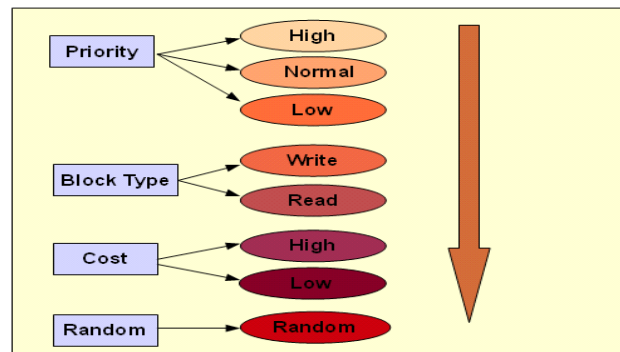 High
Priority
Normal
Low
Write
Block Type
Read
High
Cost
Low
Random
Random